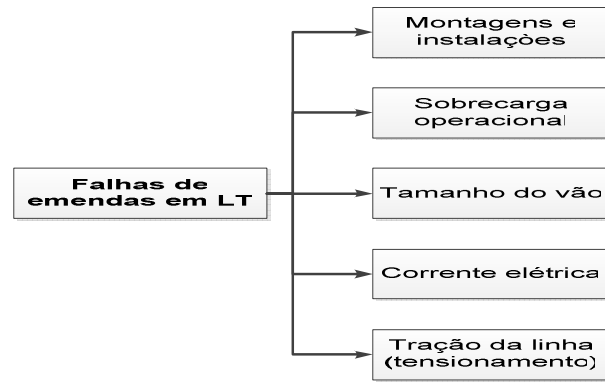 Montagens e
instalações
Sobrecarga
operacional
Falhas de
emendas em LT
Tamanho do vão
Corrente elétrica
Tração da linha
(tensionamento)